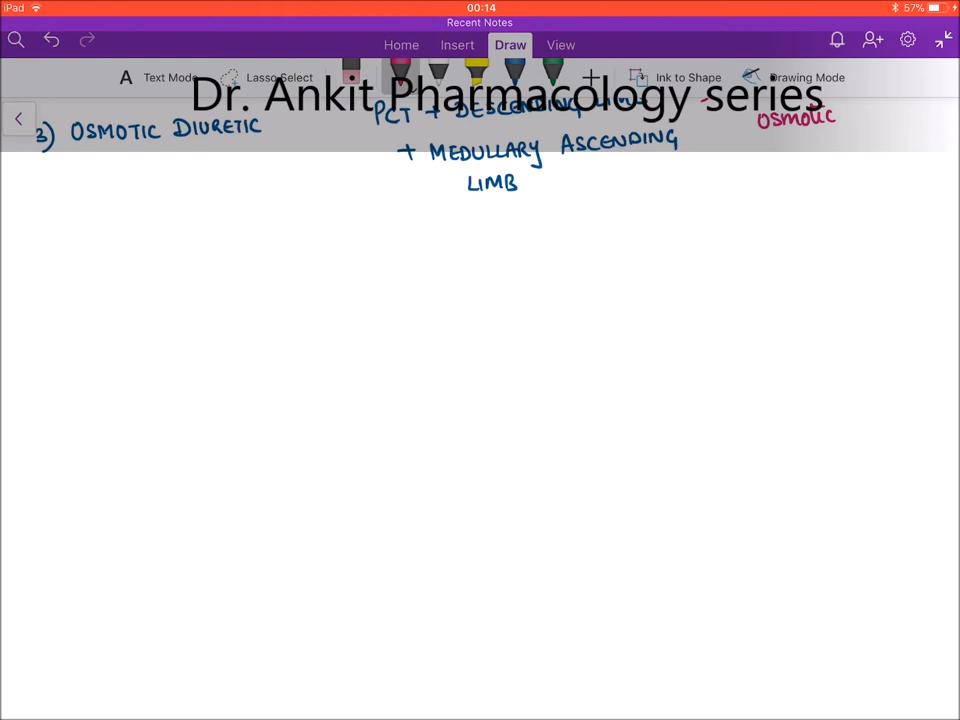 iPad 00:14 57%
Recent Notes
Home Insert Draw View
A Text Mode Lasso Select Ink to Shape Drawing Mode
Dr. Ankit Pharmacology series
PCT + DESCENDING LIMB
3) OSMOTIC DIURETIC
OSMOTIC
+ MEDULLARY ASCENDING
LIMB